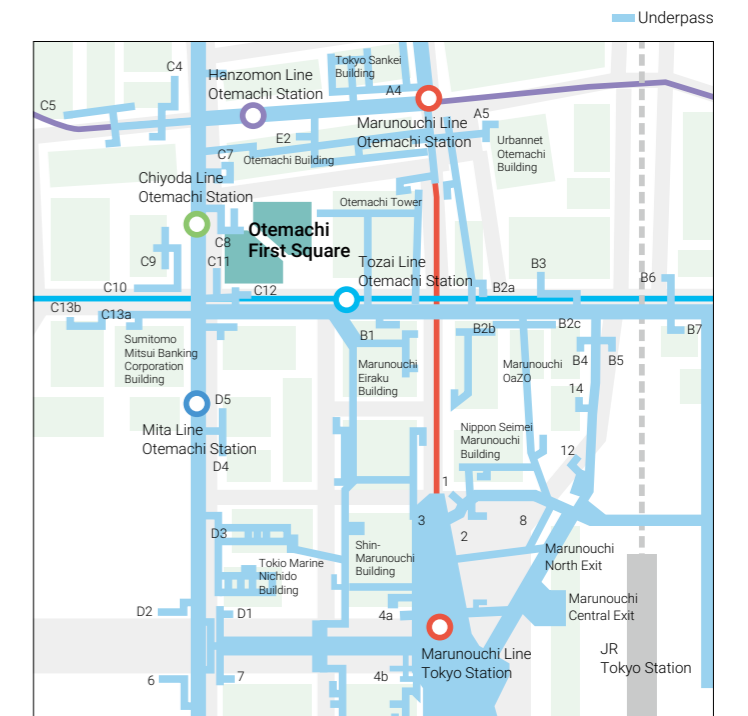 Underpass
Tokyo Sankei
Building
C4
Hanzomon Line
Otemachi Station
A4
C5
A5
Marunouchi Line
Otemachi Station
E2
Urbannet
Otemachi
Building
C7
Otemachi Building
Chiyoda Line
Otemachi Station
Otemachi Tower
Otemachi
First Square
C8
C9
C11
Tozai Line
Otemachi Station
B3
B6
C10
C12
B2a
C13b
C13a
B2b
B2c
B7
B1
Sumitomo
Mitsui Banking
Corporation
Building
Marunouchi
Eiraku
Building
Marunouchi
OaZO
B4
B5
14
D5
Mita Line
Otemachi Station
Nippon Seimei
Marunouchi
Building
12
D4
1
3
2
8
D3
Shin-
Marunouchi
Building
Marunouchi
North Exit
Tokio Marine
Nichido
Building
Marunouchi
Central Exit
D2
D1
4a
JR
Tokyo Station
Marunouchi Line
Tokyo Station
6
7
4b